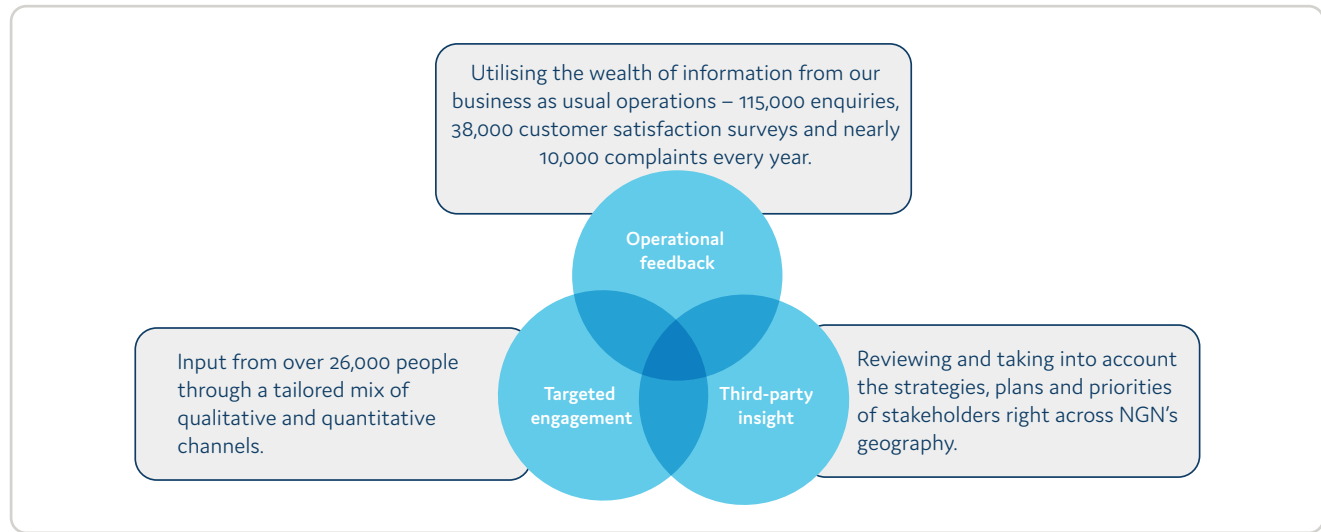 Utilising the wealth of information from our
business as usual operations – 115,000 enquiries,
38,000 customer satisfaction surveys and nearly
10,000 complaints every year.
Operational
feedback
Input from over 26,000 people
through a tailored mix of
qualitative and quantitative
channels.
Targeted
engagement
Third-party
insight
Reviewing and taking into account
the strategies, plans and priorities
of stakeholders right across NGN’s
geography.